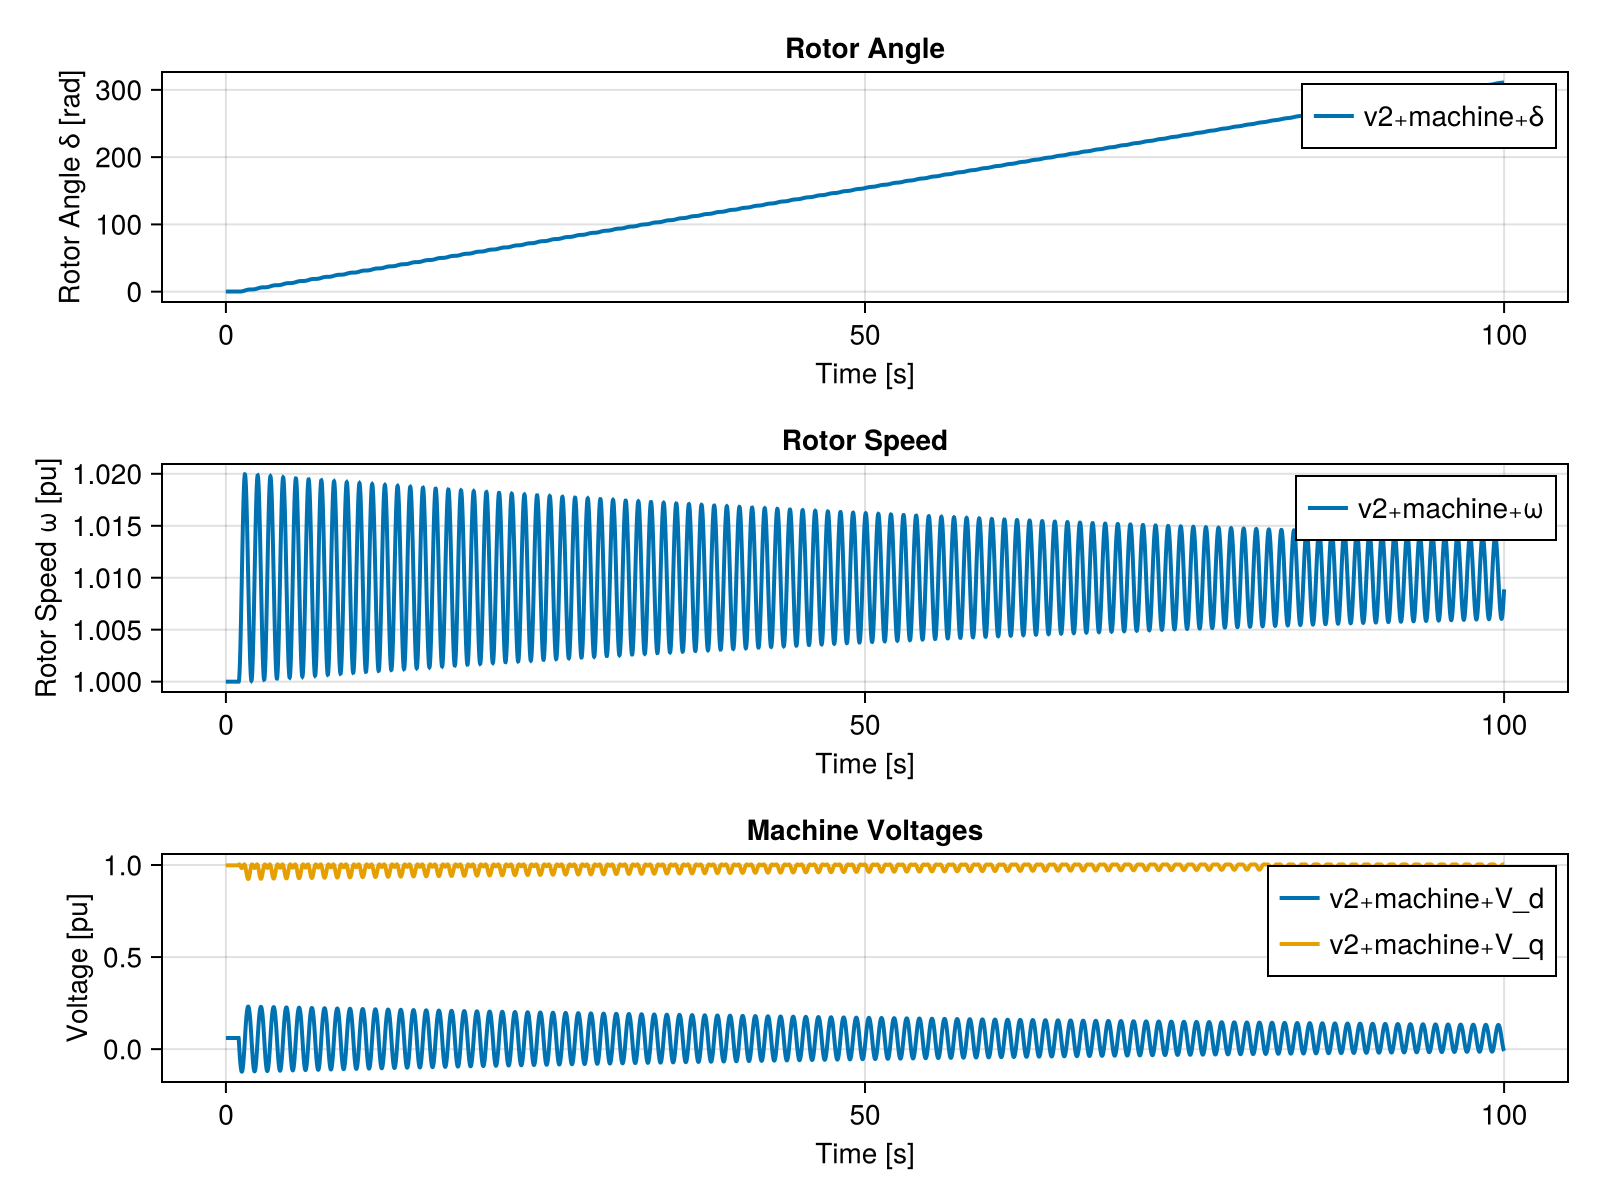 Rotor Angle
Rotor Angle δ [rad]
300
200
100
0
v2₊machine₊δ
0
50
100
Time [s]
Rotor Speed
Rotor Speed ω [pu]
1.020
1.015
1.010
1.005
1.000
v2₊machine₊ω
0
50
100
Time [s]
Machine Voltages
Voltage [pu]
1.0
0.5
0.0
v2₊machine₊V_d
v2₊machine₊V_q
0
50
100
Time [s]